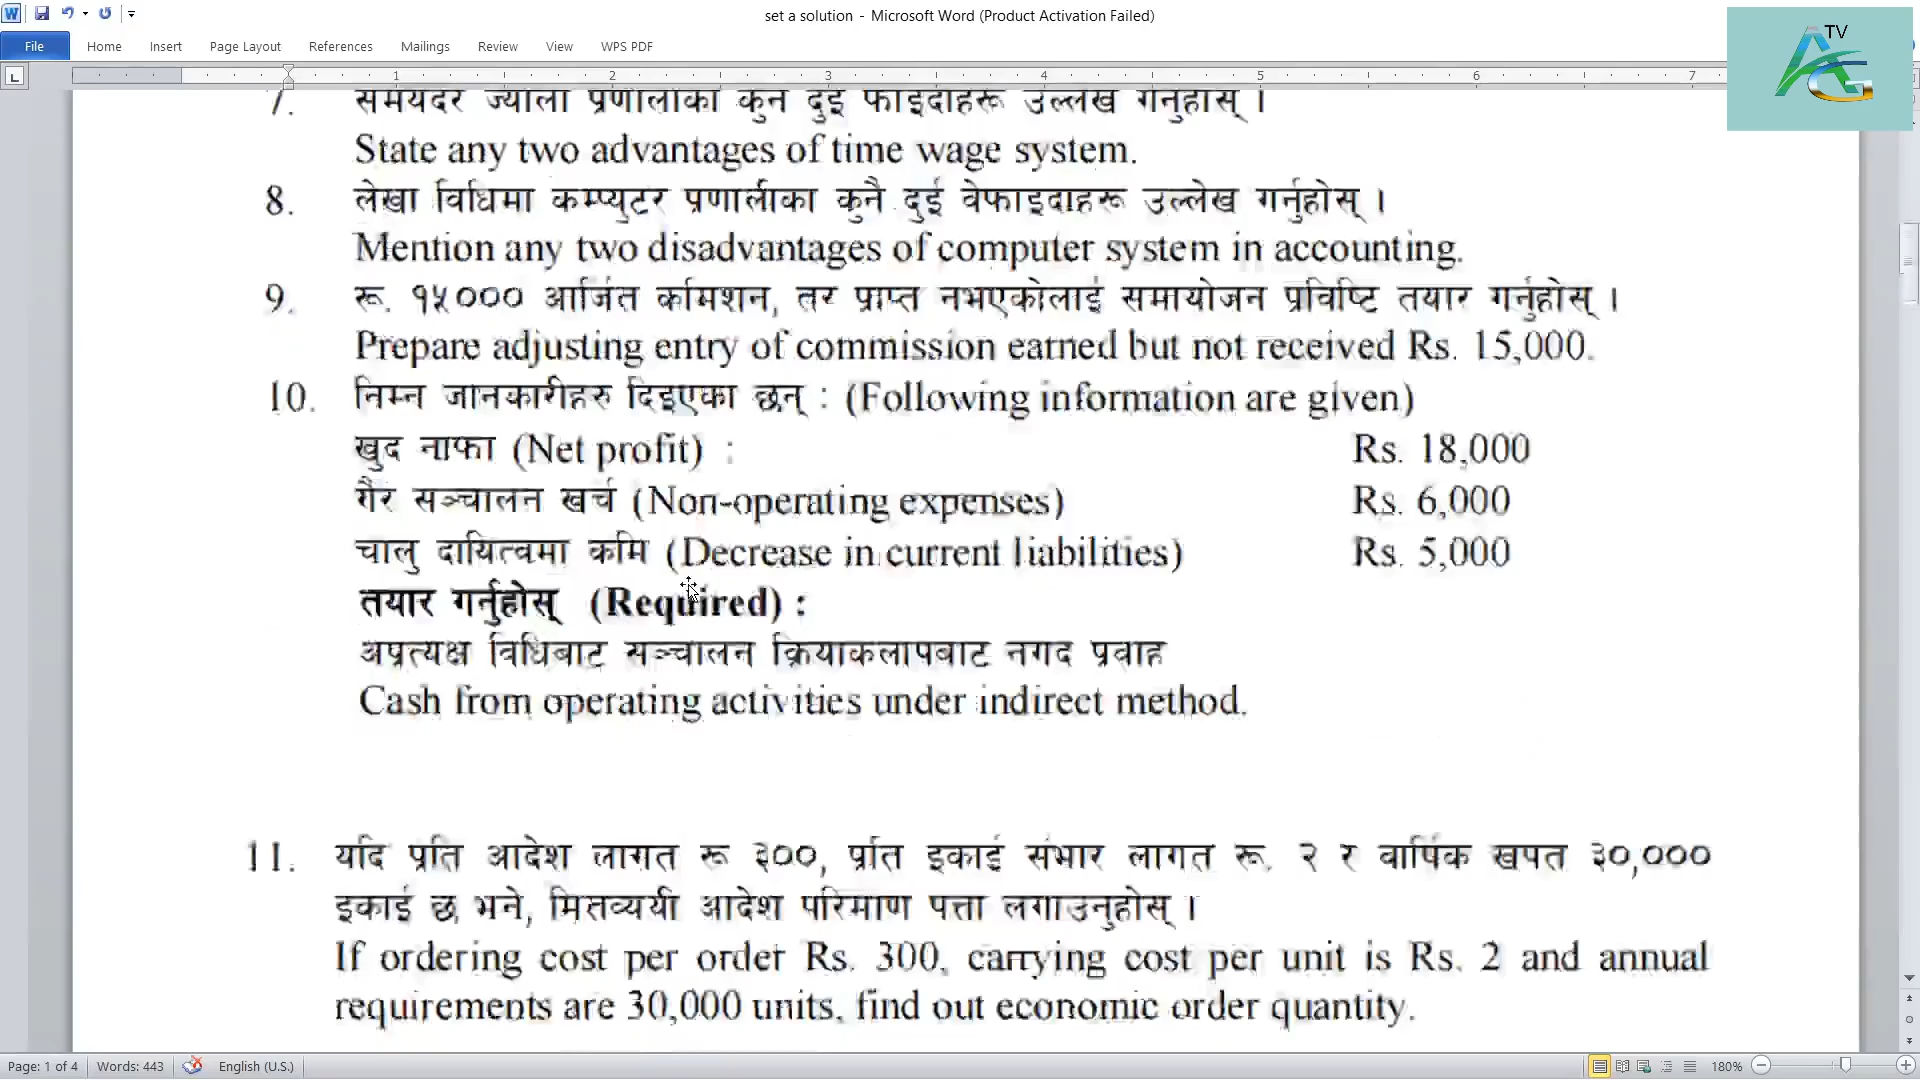 set a solution - Microsoft Word (Product Activation Failed)
File Home Insert Page Layout References Mailings Review View WPS PDF
TV
1 2 3 4 5 6 7
7. समयदर ज्याला प्रणालीका कुनै दुई फाइदाहरू उल्लेख गर्नुहोस् ।
State any two advantages of time wage system.
8. लेखा विधिमा कम्प्युटर प्रणालीका कुनै दुई वेफाइदाहरू उल्लेख गर्नुहोस् ।
Mention any two disadvantages of computer system in accounting.
9. रू. १५००० आर्जित कमिशन, तर प्राप्त नभएकोलाई समायोजन प्रविष्टि तयार गर्नुहोस् ।
Prepare adjusting entry of commission earned but not received Rs. 15,000.
10. निम्न जानकारीहरु दिइएका छन् : (Following information are given)
खुद नाफा (Net profit) : Rs. 18,000
गैर सञ्चालन खर्च (Non-operating expenses) Rs. 6,000
चालु दायित्वमा कमि (Decrease in current liabilities) Rs. 5,000
तयार गर्नुहोस् (Required) :
अप्रत्यक्ष विधिबाट सञ्चालन क्रियाकलापबाट नगद प्रवाह
Cash from operating activities under indirect method.
11. यदि प्रति आदेश लागत रू ३००, प्रति इकाई संभार लागत रू. २ र वार्षिक खपत ३०,०००
इकाई छ भने, मितव्ययी आदेश परिमाण पत्ता लगाउनुहोस् ।
If ordering cost per order Rs. 300, carrying cost per unit is Rs. 2 and annual
requirements are 30,000 units, find out economic order quantity.
Page: 1 of 4 Words: 443 English (U.S.) 180%